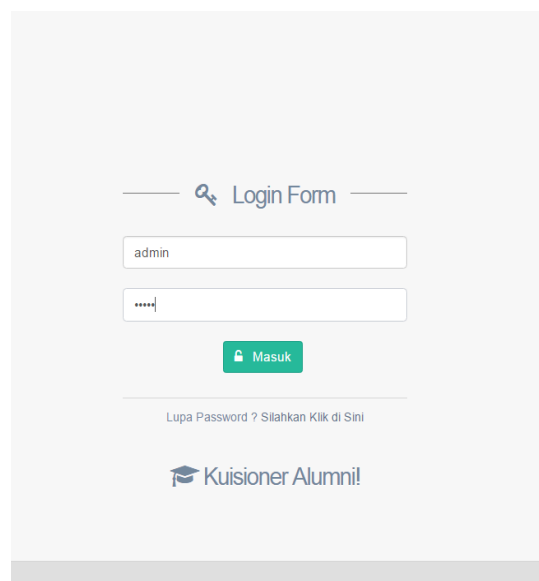 Login Form
admin
•••••
Masuk
Lupa Password ? Silahkan Klik di Sini
Kuisioner Alumni!